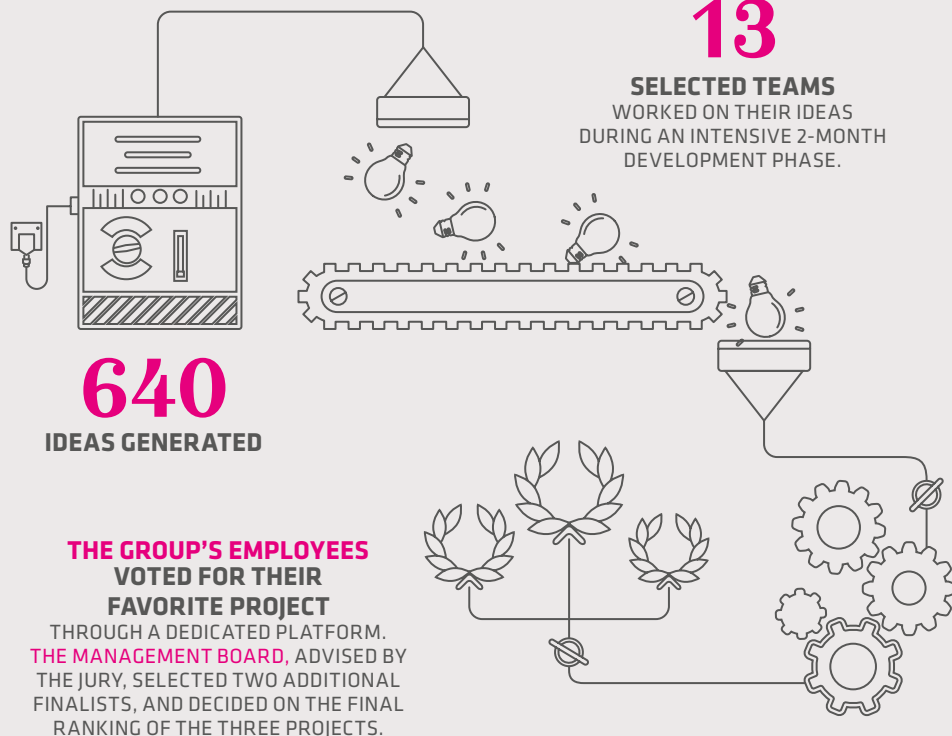 13
SELECTED TEAMS
WORKED ON THEIR IDEAS
DURING AN INTENSIVE 2-MONTH
DEVELOPMENT PHASE.
640
IDEAS GENERATED
THE GROUP’S EMPLOYEES
VOTED FOR THEIR
FAVORITE PROJECT
THROUGH A DEDICATED PLATFORM.
THE MANAGEMENT BOARD, ADVISED BY
THE JURY, SELECTED TWO ADDITIONAL
FINALISTS, AND DECIDED ON THE FINAL
RANKING OF THE THREE PROJECTS.